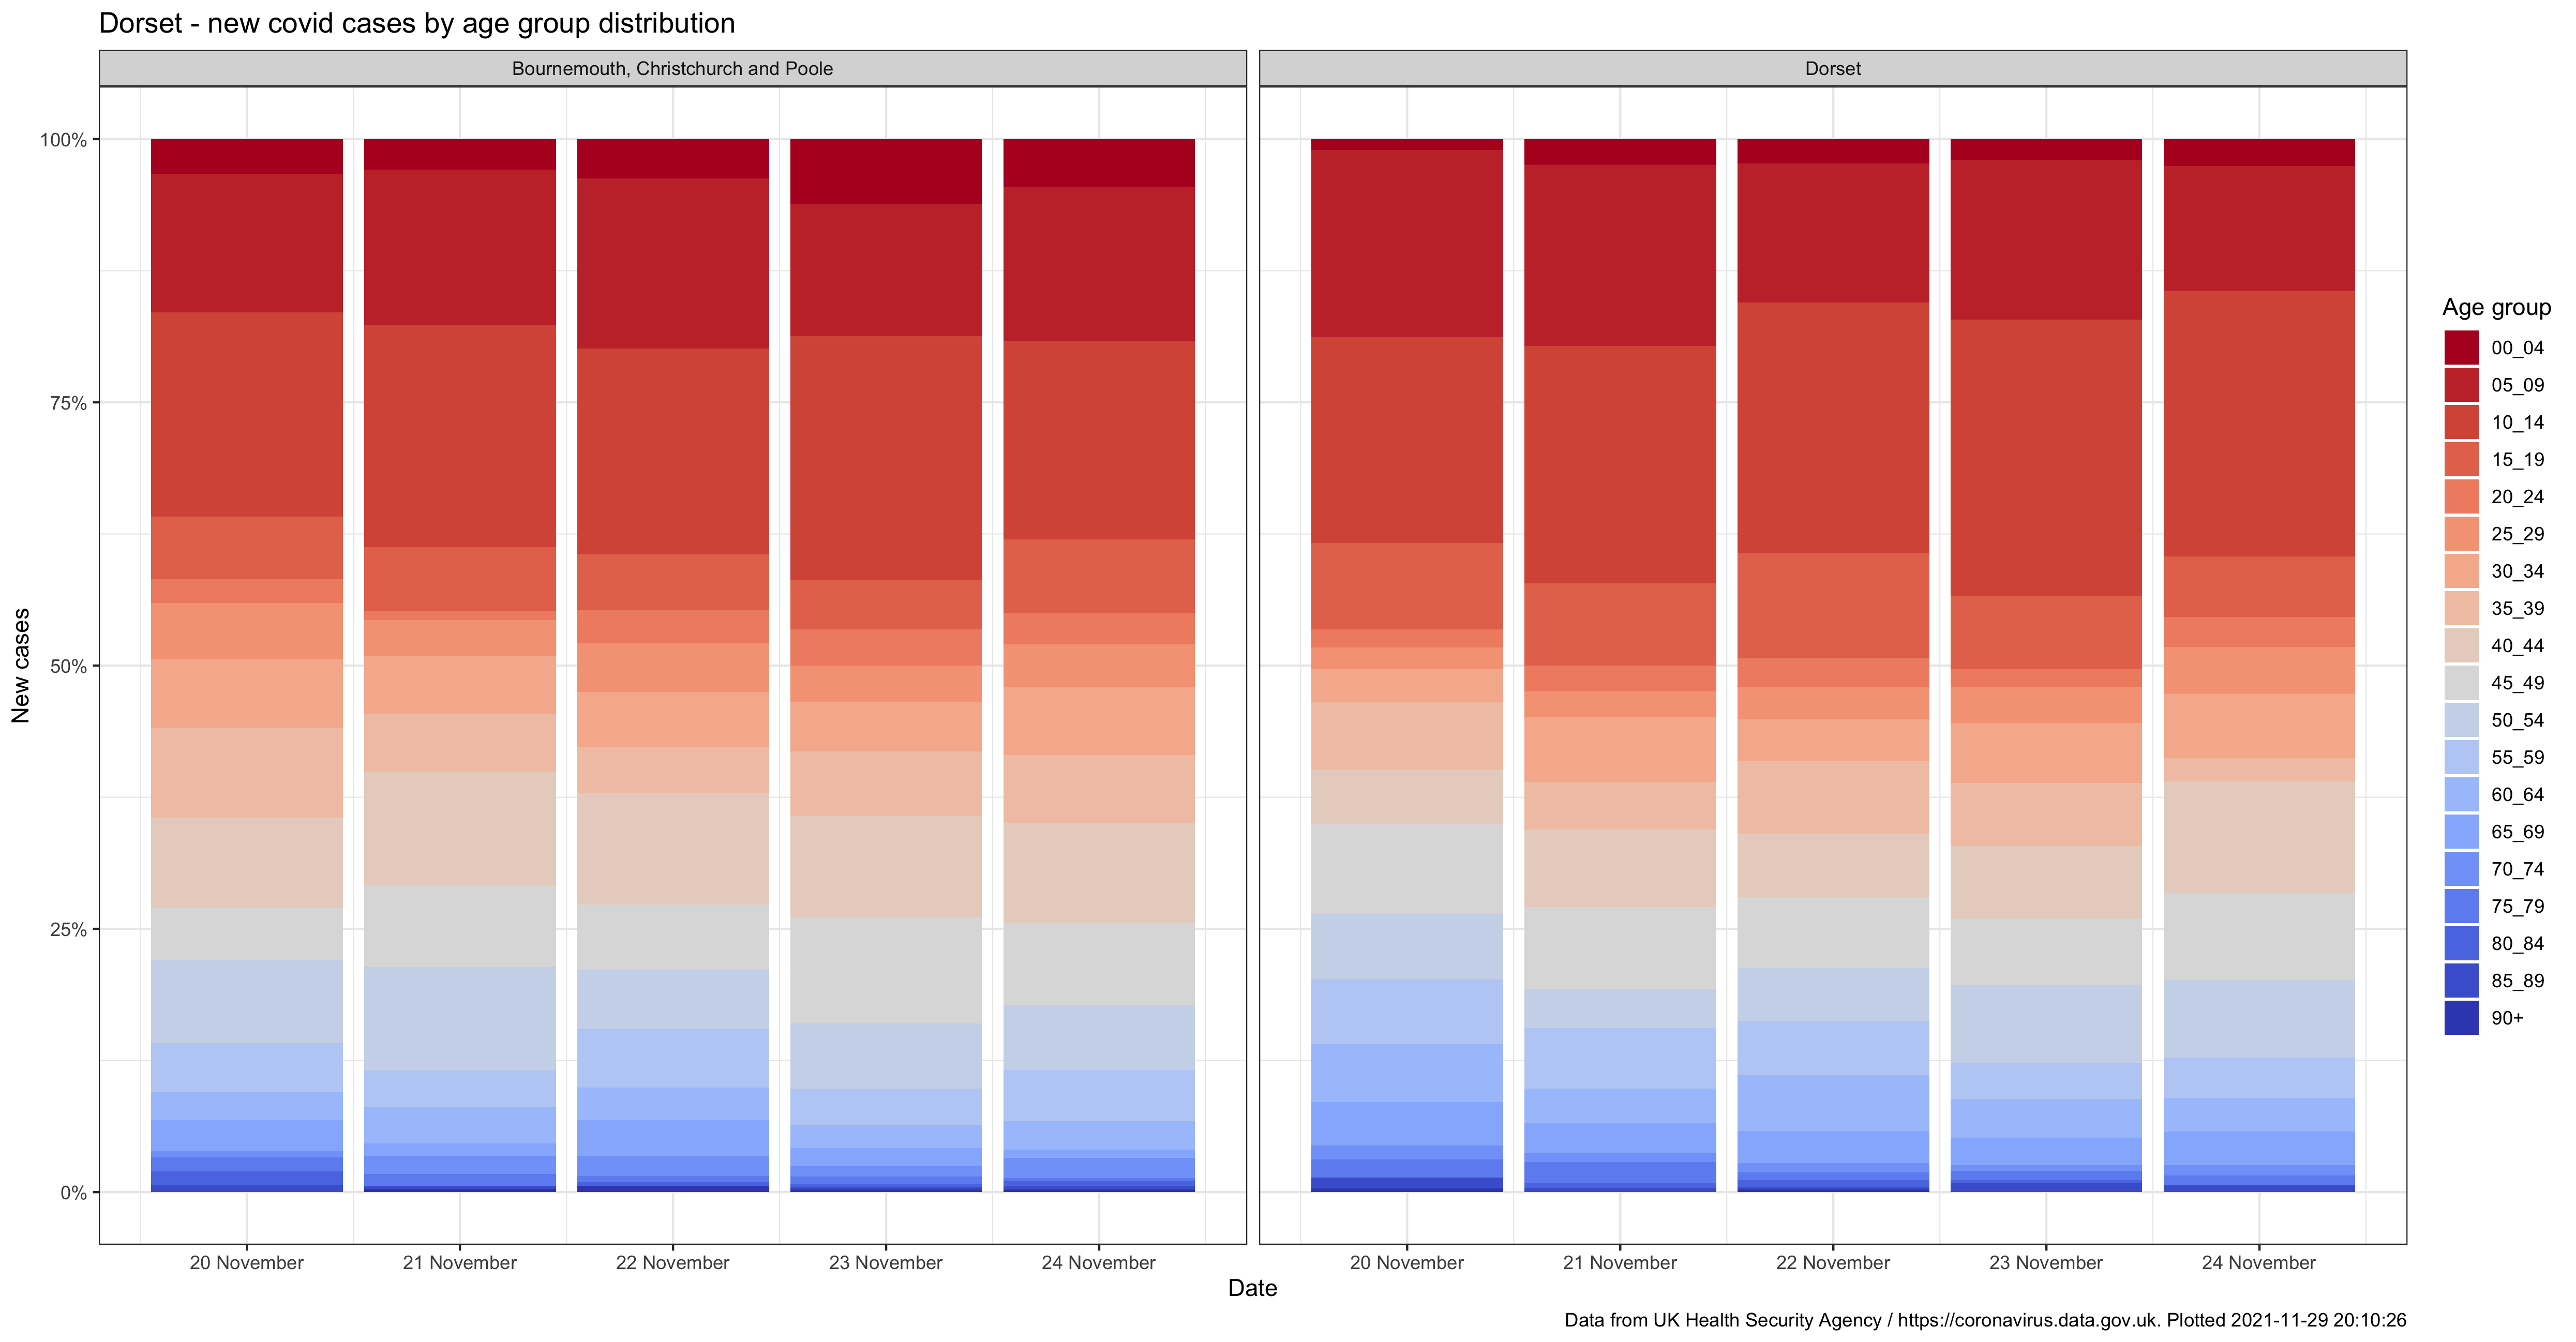 Dorset - new covid cases by age group distribution
Bournemouth, Christchurch and Poole
Dorset
New cases
100%
75%
50%
25%
0%
20 November
21 November
22 November
23 November
24 November
20 November
21 November
22 November
23 November
24 November
Date
Age group
00_04
05_09
10_14
15_19
20_24
25_29
30_34
35_39
40_44
45_49
50_54
55_59
60_64
65_69
70_74
75_79
80_84
85_89
90+
Data from UK Health Security Agency / https://coronavirus.data.gov.uk. Plotted 2021-11-29 20:10:26